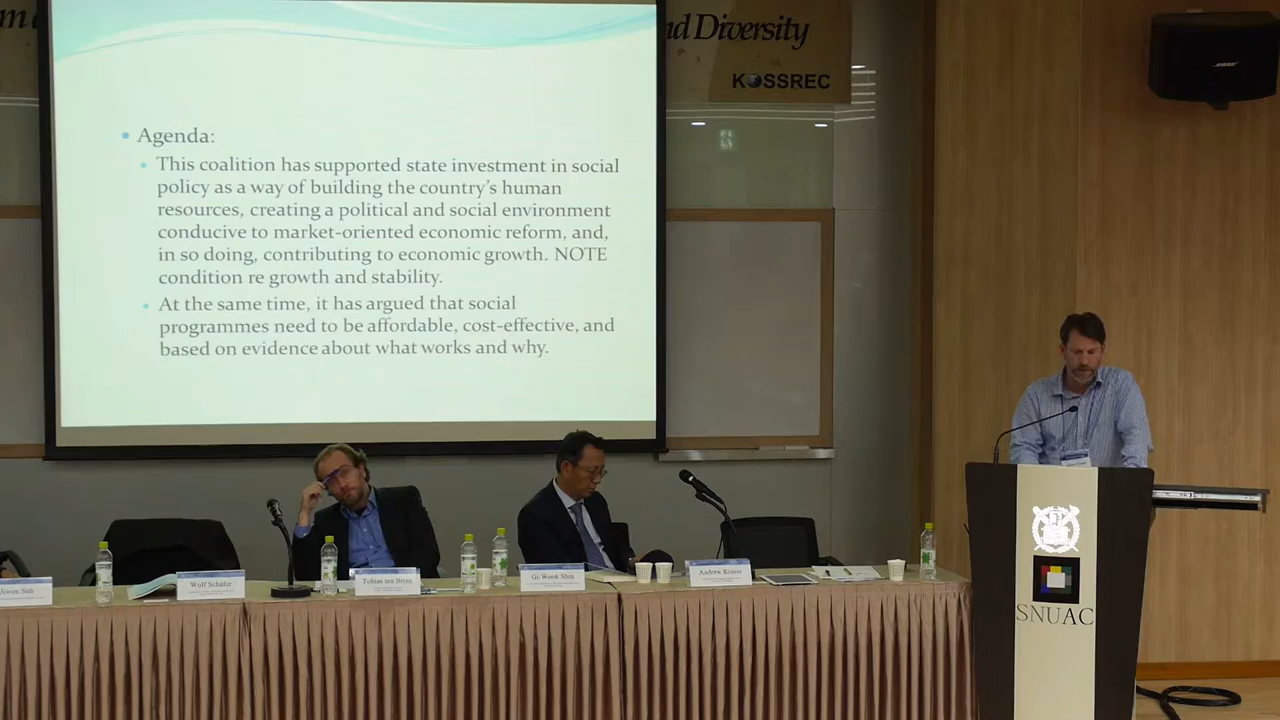 nd Diversity
KOSSREC
BOSE
Agenda:
This coalition has supported state investment in social
policy as a way of building the country's human
resources, creating a political and social environment
conducive to market-oriented economic reform, and,
in so doing, contributing to economic growth. NOTE
condition re growth and stability.
At the same time, it has argued that social
programmes need to be affordable, cost-effective, and
based on evidence about what works and why.
Jiwon Suh
Wolf Schäfer
Tobias ten Brink
Gi-Wook Shin
Andrew Rosser
SNUAC